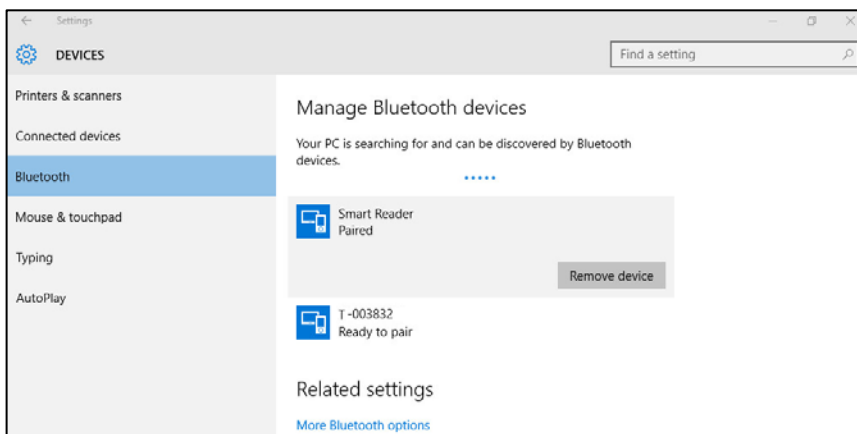 Settings
DEVICES
Find a setting
Printers & scanners
Connected devices
Bluetooth
Mouse & touchpad
Typing
AutoPlay
Manage Bluetooth devices
Your PC is searching for and can be discovered by Bluetooth
devices.
Smart Reader
Paired
Remove device
T-003832
Ready to pair
Related settings
More Bluetooth options